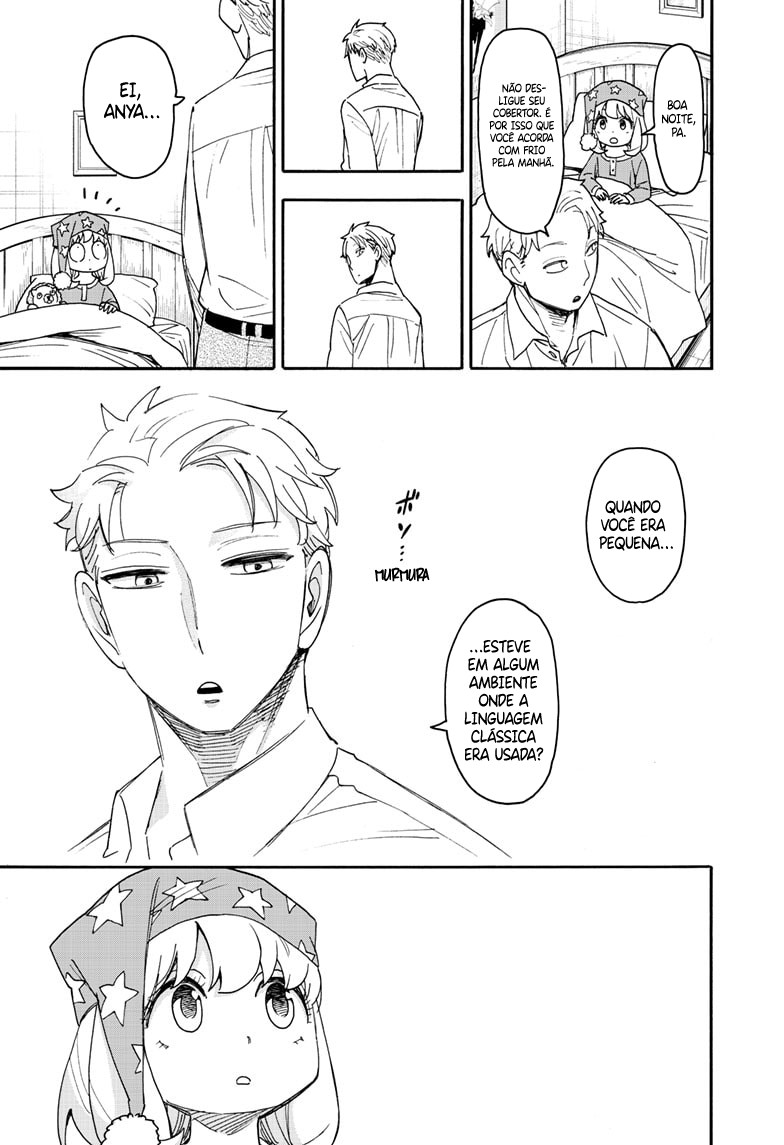 BOA
NOITE,
PA.
NÃO DES-
LIGUE SEU
COBERTOR. É
POR ISSO QUE
VOCÊ ACORDA
COM FRIO
PELA MANHÃ.
EI,
ANYA...
QUANDO
VOCÊ ERA
PEQUENA...
ボソ…
MURMURA
...ESTEVE
EM ALGUM
AMBIENTE
ONDE A
LINGUAGEM
CLÁSSICA
ERA USADA?